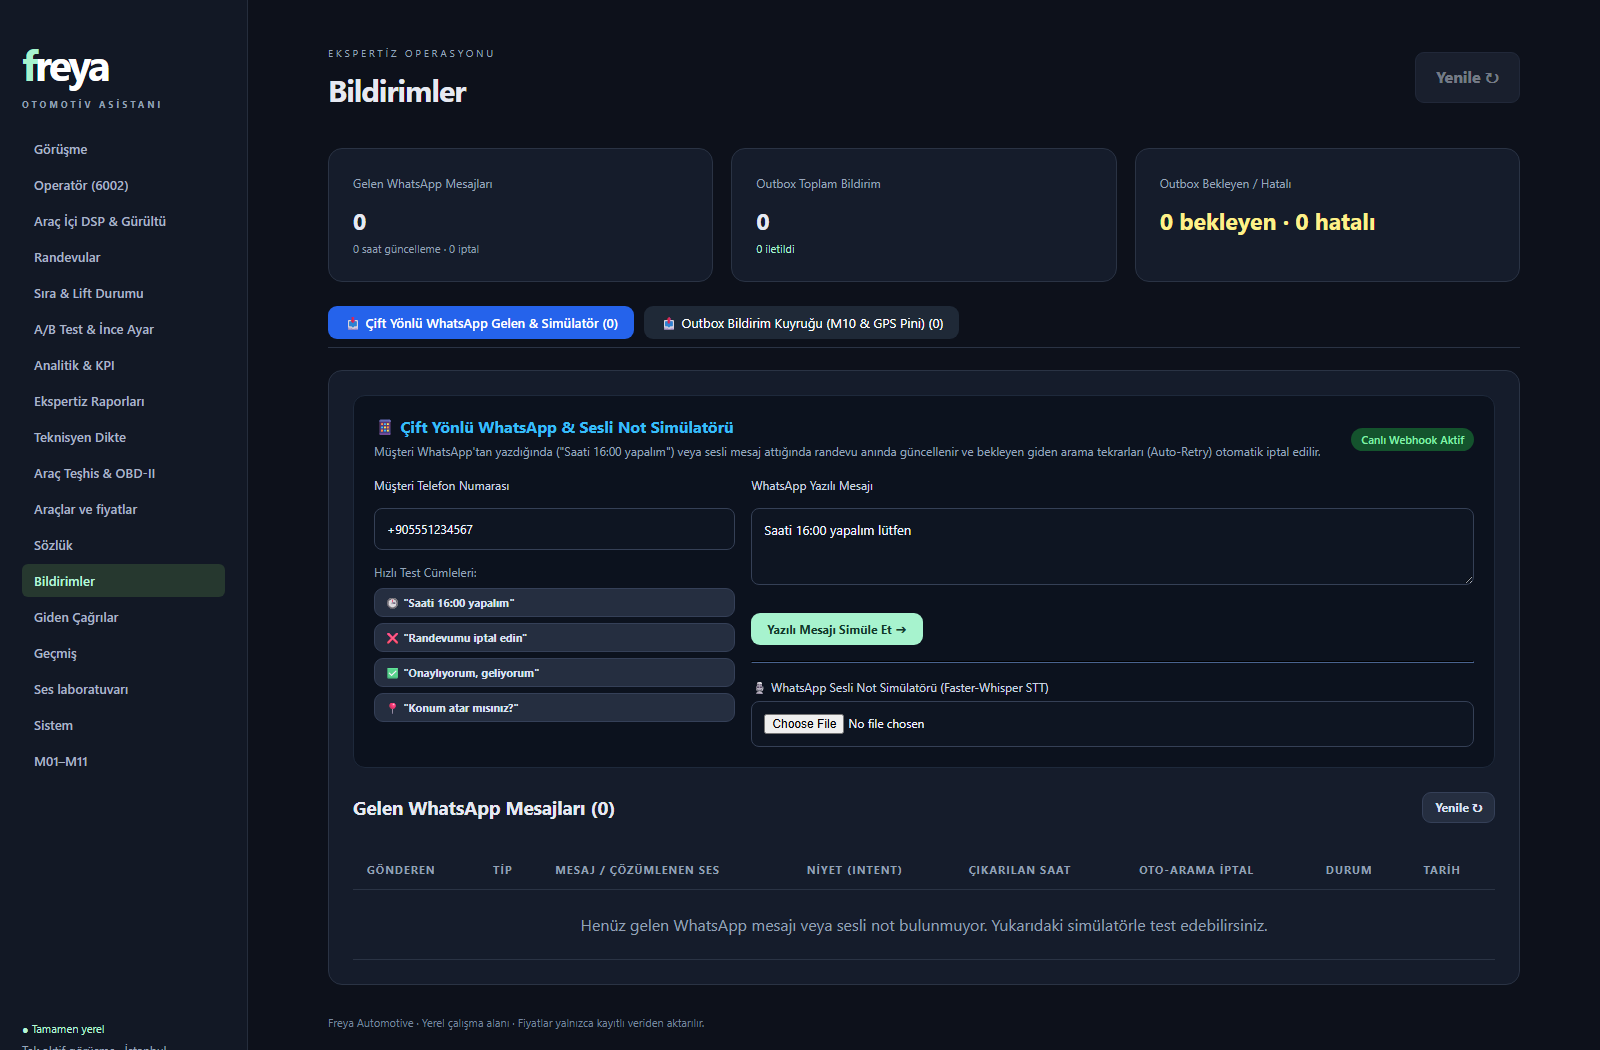 freya
OTOMOTİV ASİSTANI
Görüşme
Operatör (6002)
Araç İçi DSP & Gürültü
Randevular
Sıra & Lift Durumu
A/B Test & İnce Ayar
Analitik & KPI
Ekspertiz Raporları
Teknisyen Dikte
Araç Teşhis & OBD-II
Araçlar ve fiyatlar
Sözlük
Bildirimler
Giden Çağrılar
Geçmiş
Ses laboratuvarı
Sistem
M01–M11
● Tamamen yerel
Tek aktif görüşme · İstanbul
EKSPERTİZ OPERASYONU
Bildirimler
Yenile ↻
Gelen WhatsApp Mesajları
0
0 saat güncelleme · 0 iptal
Outbox Toplam Bildirim
0
0 iletildi
Outbox Bekleyen / Hatalı
0 bekleyen · 0 hatalı
Çift Yönlü WhatsApp Gelen & Simülatör (0)
Outbox Bildirim Kuyruğu (M10 & GPS Pini) (0)
Çift Yönlü WhatsApp & Sesli Not Simülatörü
Müşteri WhatsApp'tan yazdığında ("Saati 16:00 yapalım") veya sesli mesaj attığında randevu anında güncellenir ve bekleyen giden arama tekrarları (Auto-Retry) otomatik iptal edilir.
Canlı Webhook Aktif
Müşteri Telefon Numarası
+905551234567
Hızlı Test Cümleleri:
"Saati 16:00 yapalım"
"Randevumu iptal edin"
"Onaylıyorum, geliyorum"
"Konum atar mısınız?"
WhatsApp Yazılı Mesajı
Saati 16:00 yapalım lütfen
Yazılı Mesajı Simüle Et →
WhatsApp Sesli Not Simülatörü (Faster-Whisper STT)
Choose File No file chosen
Gelen WhatsApp Mesajları (0)
Yenile ↻
GÖNDEREN TİP MESAJ / ÇÖZÜMLENEN SES NİYET (INTENT) ÇIKARILAN SAAT OTO-ARAMA İPTAL DURUM TARİH
Henüz gelen WhatsApp mesajı veya sesli not bulunmuyor. Yukarıdaki simülatörle test edebilirsiniz.
Freya Automotive · Yerel çalışma alanı · Fiyatlar yalnızca kayıtlı veriden aktarılır.